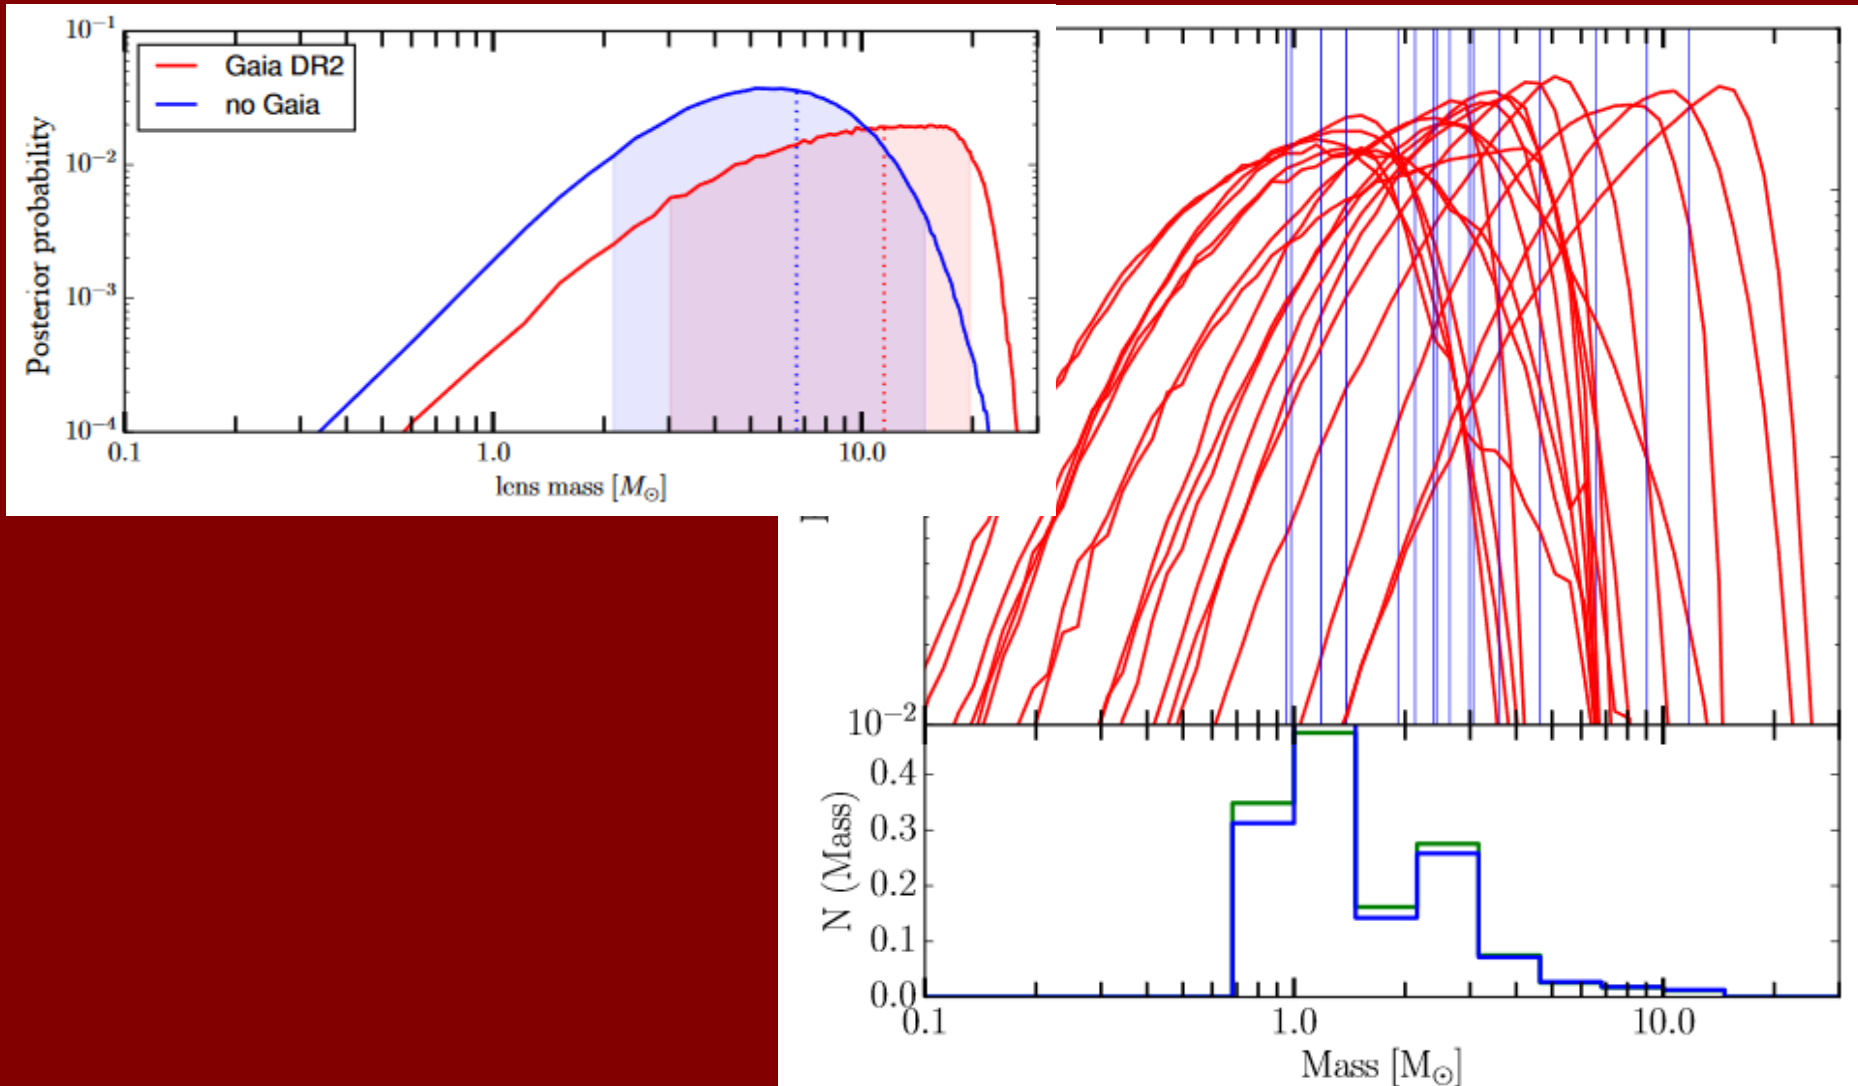 10⁻¹
Gaia DR2
no Gaia
10⁻²
10⁻³
10⁻⁴
Posterior probability
0.1 1.0 10.0
lens mass [M⊙]
10⁻²
0.4
0.3
0.2
0.1
0.0
N (Mass)
0.1 1.0 10.0
Mass [M⊙]